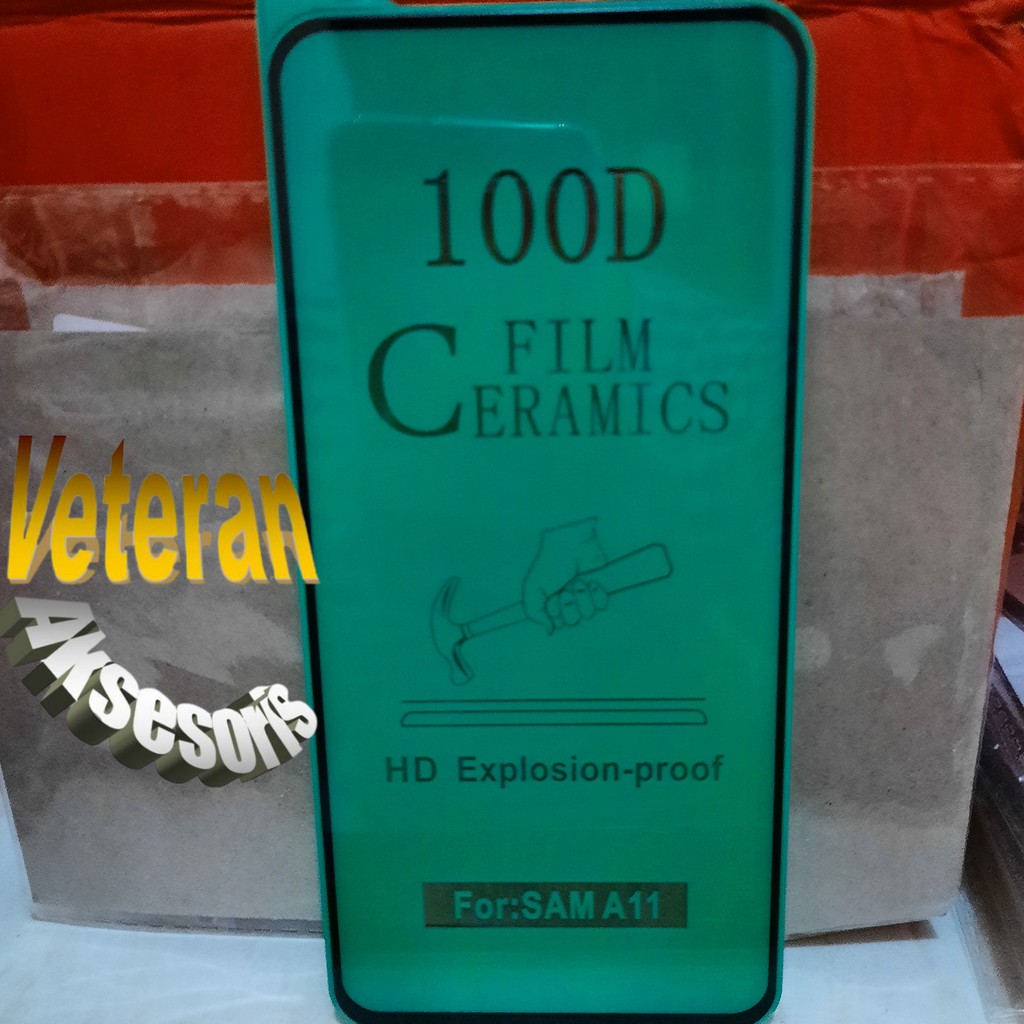 100D
FILM
CERAMICS
HD Explosion-proof
For:SAM A11
Veteran
Aksesoris